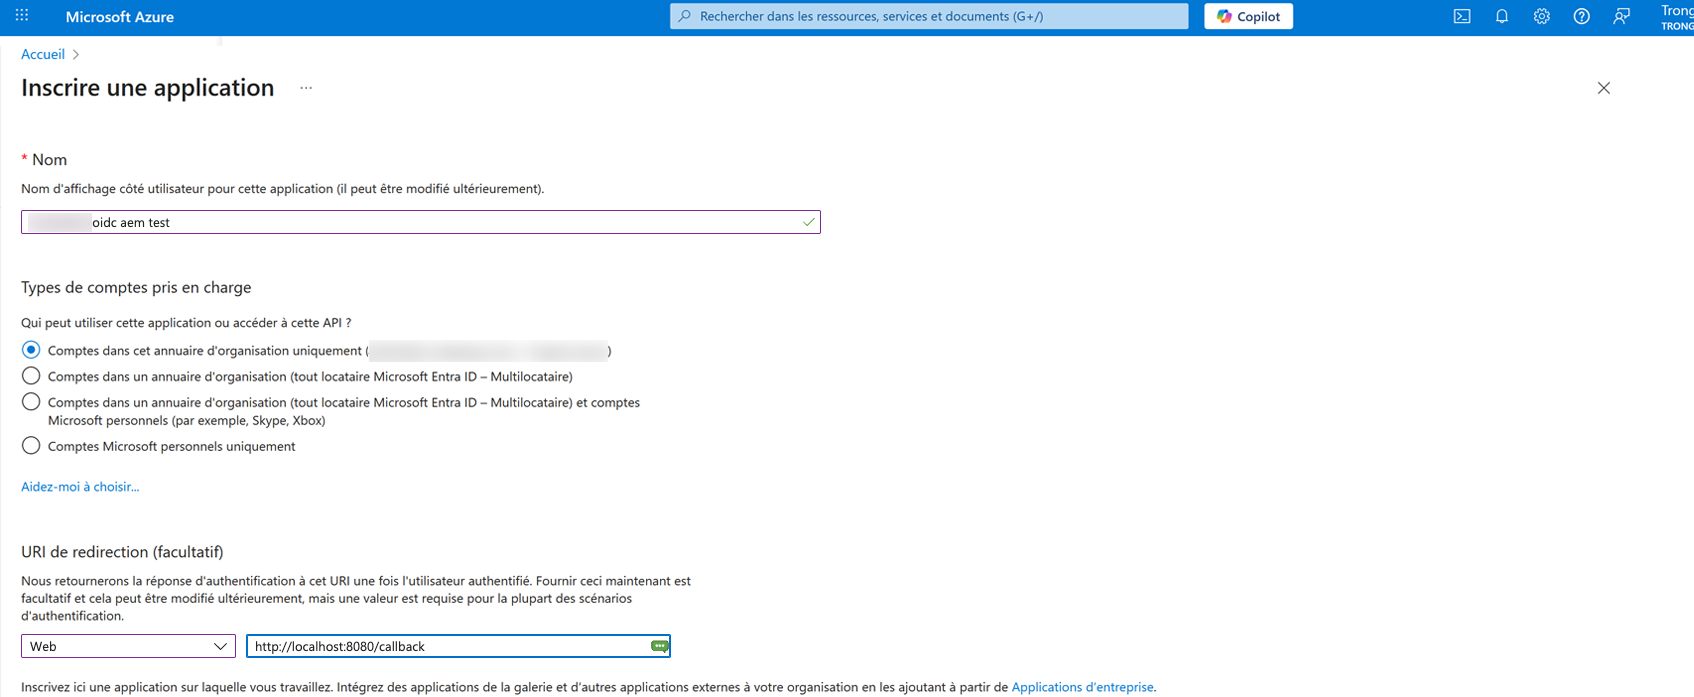 Microsoft Azure
Rechercher dans les ressources, services et documents (G+/)
Copilot
Trong
TRONG
Accueil >
Inscrire une application ...
* Nom
Nom d'affichage côté utilisateur pour cette application (il peut être modifié ultérieurement).
oidc aem test
Types de comptes pris en charge
Qui peut utiliser cette application ou accéder à cette API ?
Comptes dans cet annuaire d'organisation uniquement ( )
Comptes dans un annuaire d'organisation (tout locataire Microsoft Entra ID – Multilocataire)
Comptes dans un annuaire d'organisation (tout locataire Microsoft Entra ID – Multilocataire) et comptes
Microsoft personnels (par exemple, Skype, Xbox)
Comptes Microsoft personnels uniquement
Aidez-moi à choisir...
URI de redirection (facultatif)
Nous retournerons la réponse d'authentification à cet URI une fois l'utilisateur authentifié. Fournir ceci maintenant est
facultatif et cela peut être modifié ultérieurement, mais une valeur est requise pour la plupart des scénarios
d'authentification.
Web
http://localhost:8080/callback
Inscrivez ici une application sur laquelle vous travaillez. Intégrez des applications de la galerie et d'autres applications externes à votre organisation en les ajoutant à partir de Applications d'entreprise.